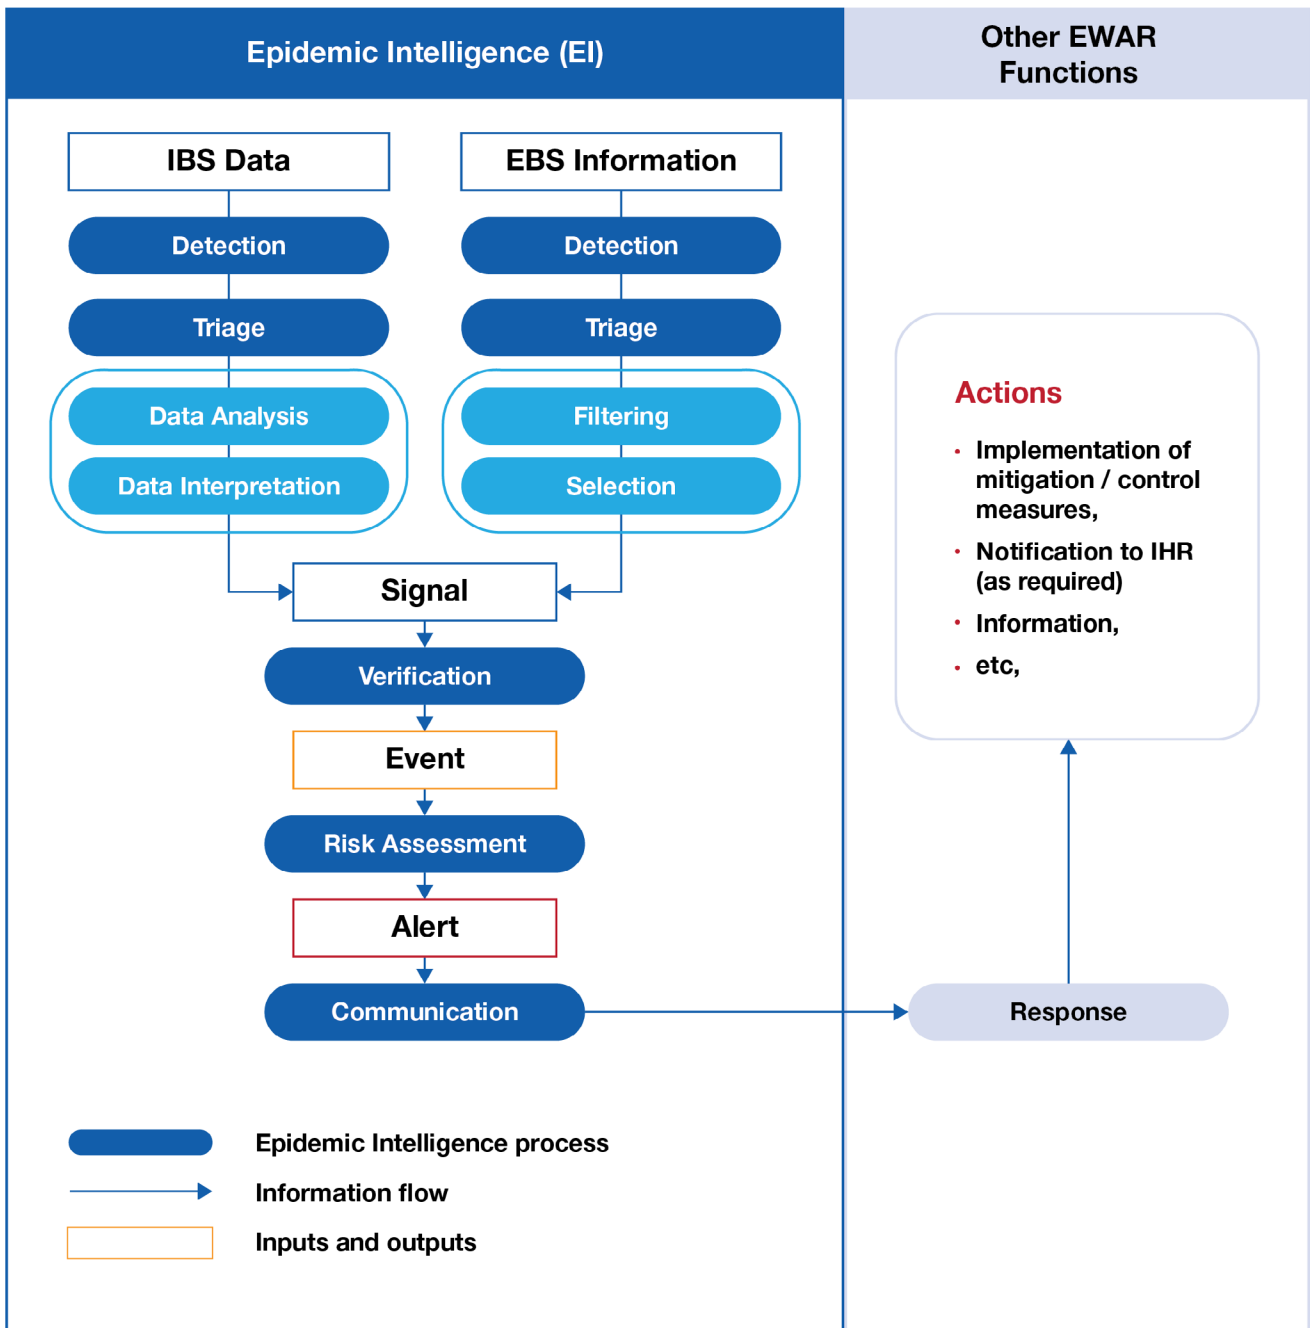 Epidemic Intelligence (EI)
Other EWAR
Functions
IBS Data
EBS Information
Detection
Detection
Triage
Triage
Data Analysis
Filtering
Data Interpretation
Selection
Signal
Verification
Event
Risk Assessment
Alert
Communication
Response
Actions
• Implementation of
mitigation / control
measures,
• Notification to IHR
(as required)
• Information,
• etc,
Epidemic Intelligence process
Information flow
Inputs and outputs